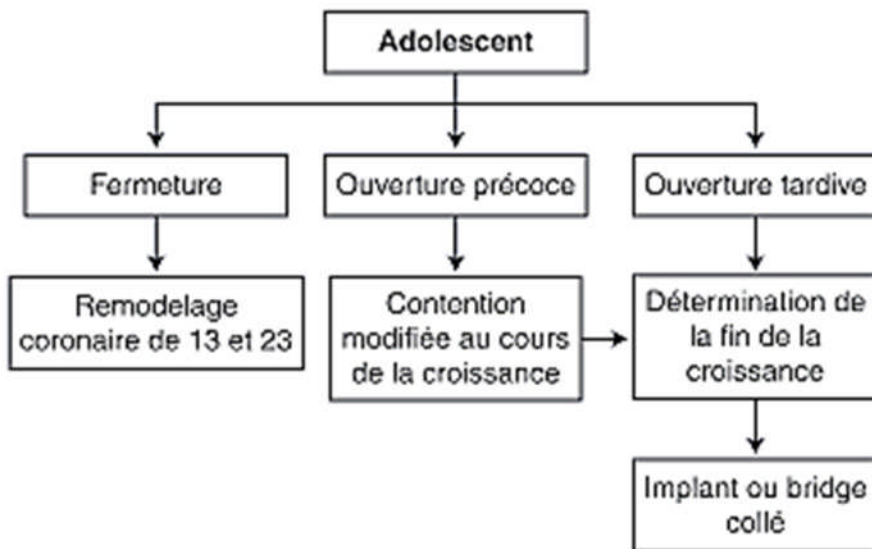 Adolescent
Fermeture
Ouverture précoce
Ouverture tardive
Remodelage
coronaire de 13 et 23
Contention
modifiée au cours
de la croissance
Détermination de
la fin de la
croissance
Implant ou bridge
collé